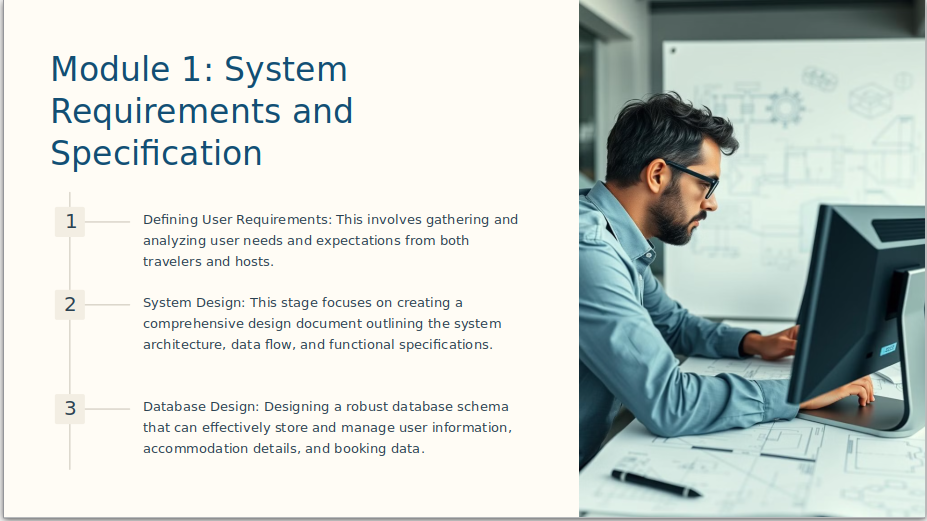 Module 1: System
Requirements and
Specification
1
Defining User Requirements: This involves gathering and
analyzing user needs and expectations from both
travelers and hosts.
2
System Design: This stage focuses on creating a
comprehensive design document outlining the system
architecture, data flow, and functional specifications.
3
Database Design: Designing a robust database schema
that can effectively store and manage user information,
accommodation details, and booking data.